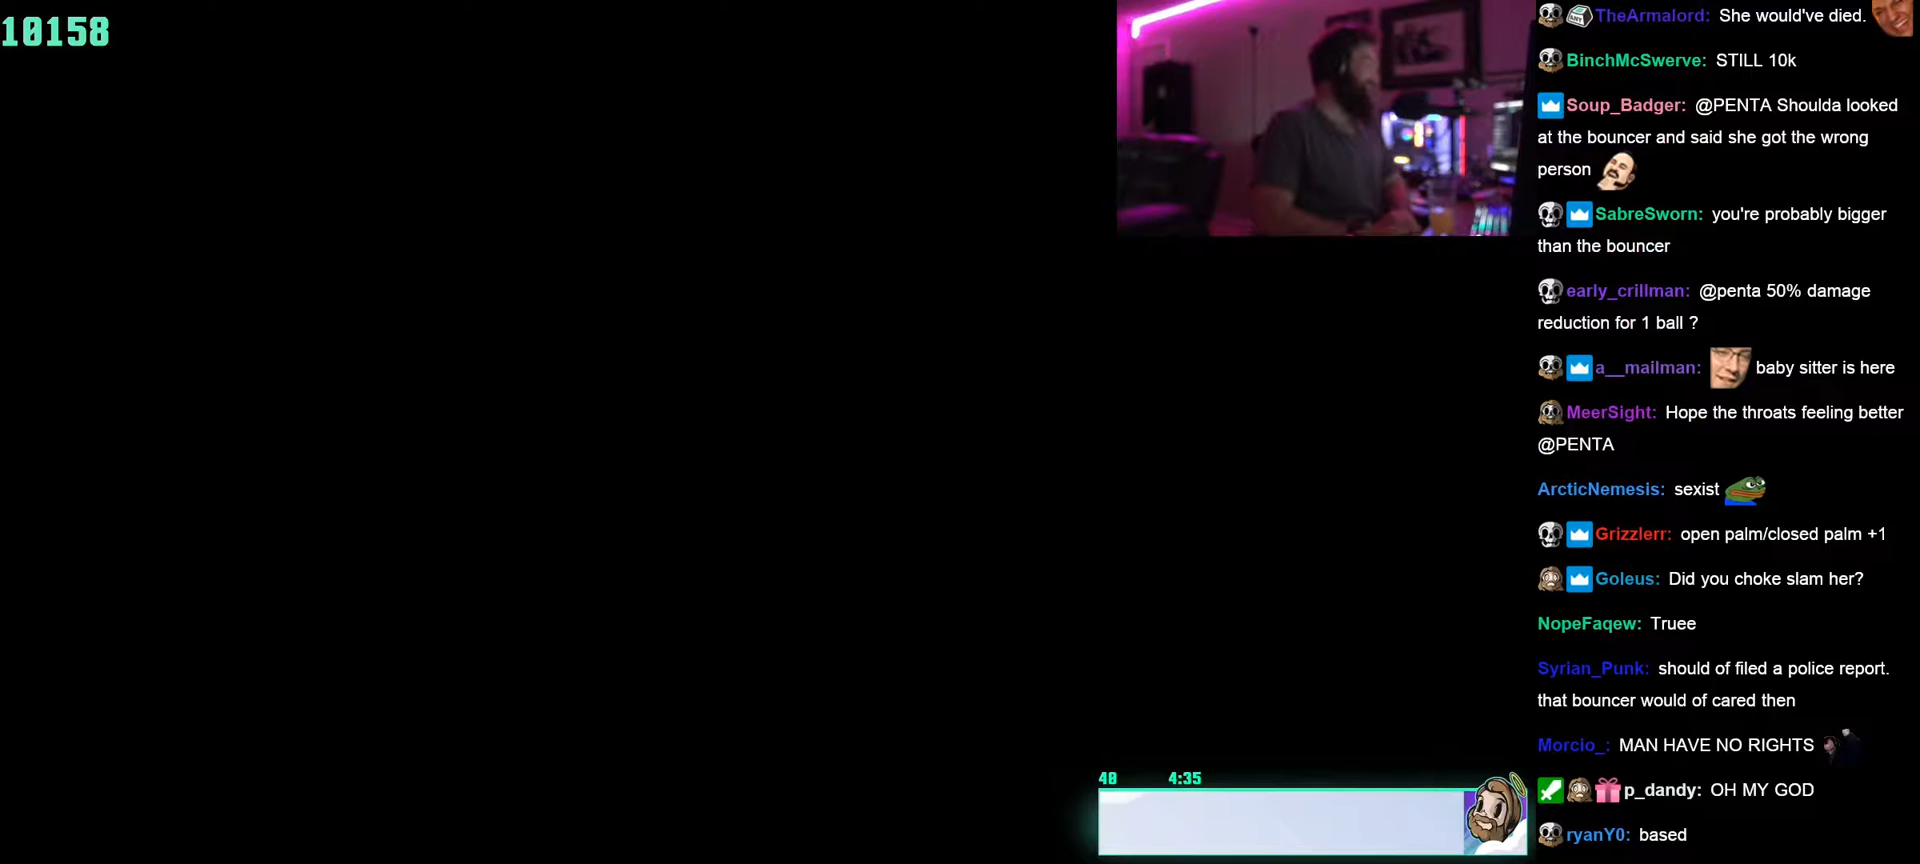 10158
TheArmalord: She would've died.
BinchMcSwerve: STILL 10k
Soup_Badger: @PENTA Shoulda looked
at the bouncer and said she got the wrong
person
SabreSworn: you're probably bigger
than the bouncer
early_crillman: @penta 50% damage
reduction for 1 ball ?
a__mailman: baby sitter is here
MeerSight: Hope the throats feeling better
@PENTA
ArcticNemesis: sexist
Grizzlerr: open palm/closed palm +1
Goleus: Did you choke slam her?
NopeFaqew: Truee
Syrian_Punk: should of filed a police report.
that bouncer would of cared then
Morcio_: MAN HAVE NO RIGHTS
p_dandy: OH MY GOD
ryanY0: based
40 4:35